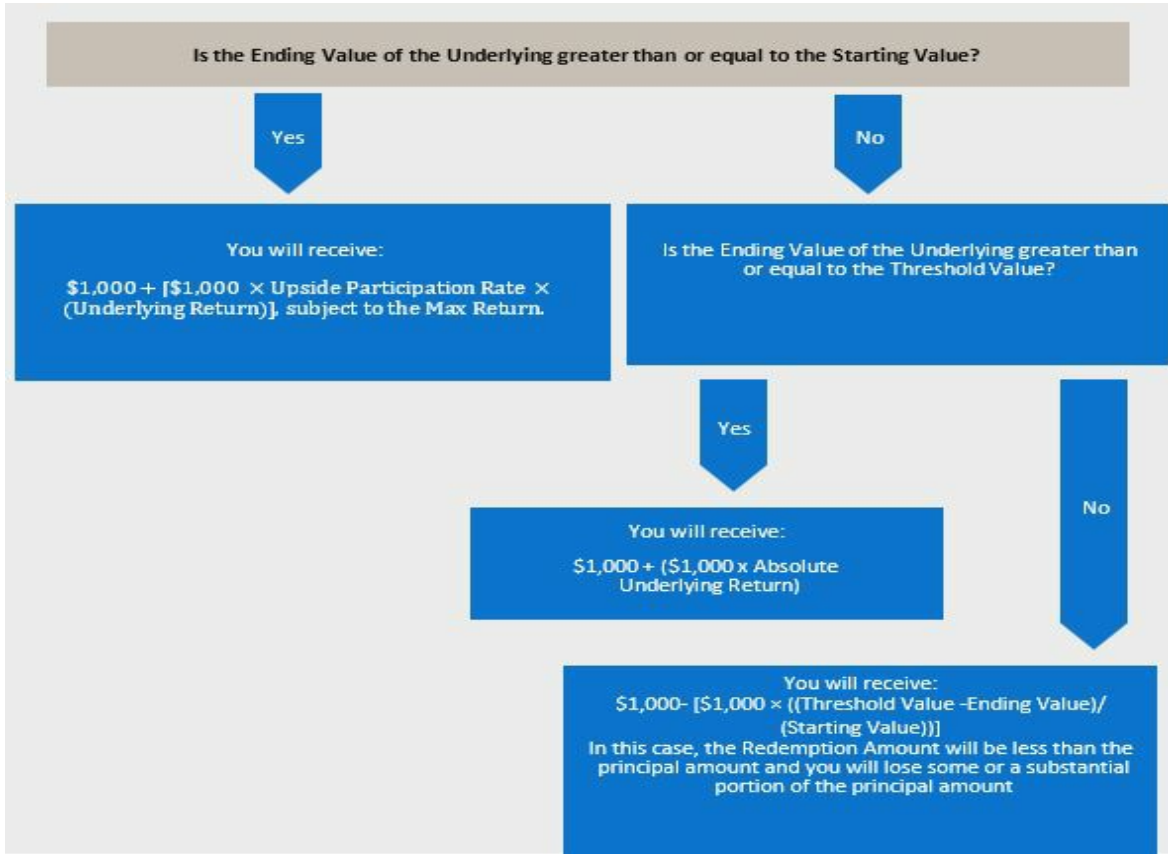 Is the Ending Value of the Underlying greater than or equal to the Starting Value?
Yes
No
You will receive:
$1,000 + [$1,000 × Upside Participation Rate ×
(Underlying Return)], subject to the Max Return.
Is the Ending Value of the Underlying greater than
or equal to the Threshold Value?
Yes
No
You will receive:
$1,000 + ($1,000 x Absolute
Underlying Return)
You will receive:
$1,000- [$1,000 × ((Threshold Value -Ending Value)/
(Starting Value))]
In this case, the Redemption Amount will be less than the
principal amount and you will lose some or a substantial
portion of the principal amount